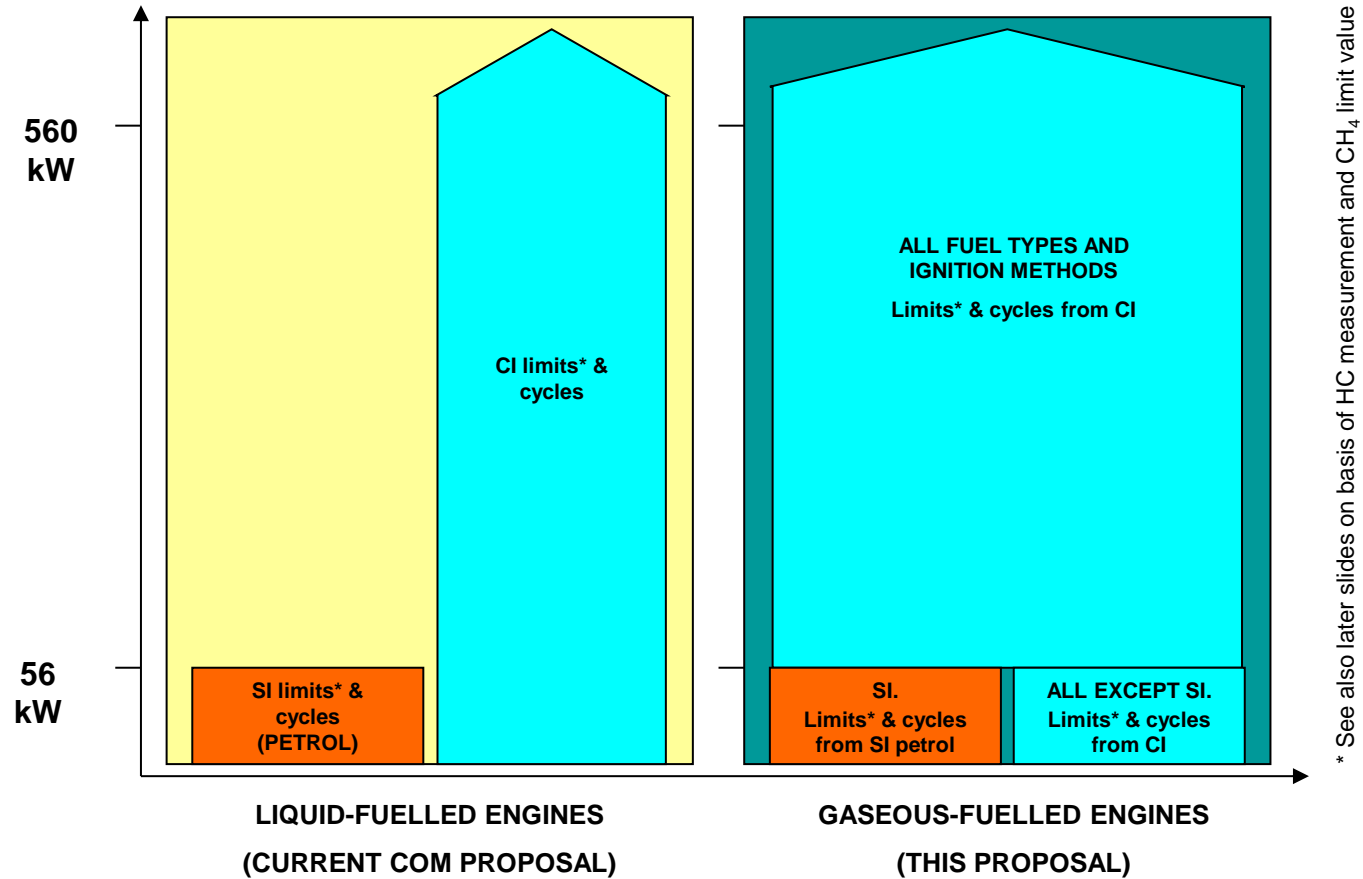 560
kW
56
kW
CI limits* &
cycles
SI limits* &
cycles
(PETROL)
ALL FUEL TYPES AND
IGNITION METHODS
Limits* & cycles from CI
SI.
Limits* & cycles
from SI petrol
ALL EXCEPT SI.
Limits* & cycles
from CI
LIQUID-FUELLED ENGINES
(CURRENT COM PROPOSAL)
GASEOUS-FUELLED ENGINES
(THIS PROPOSAL)
* See also later slides on basis of HC measurement and CH₄ limit value